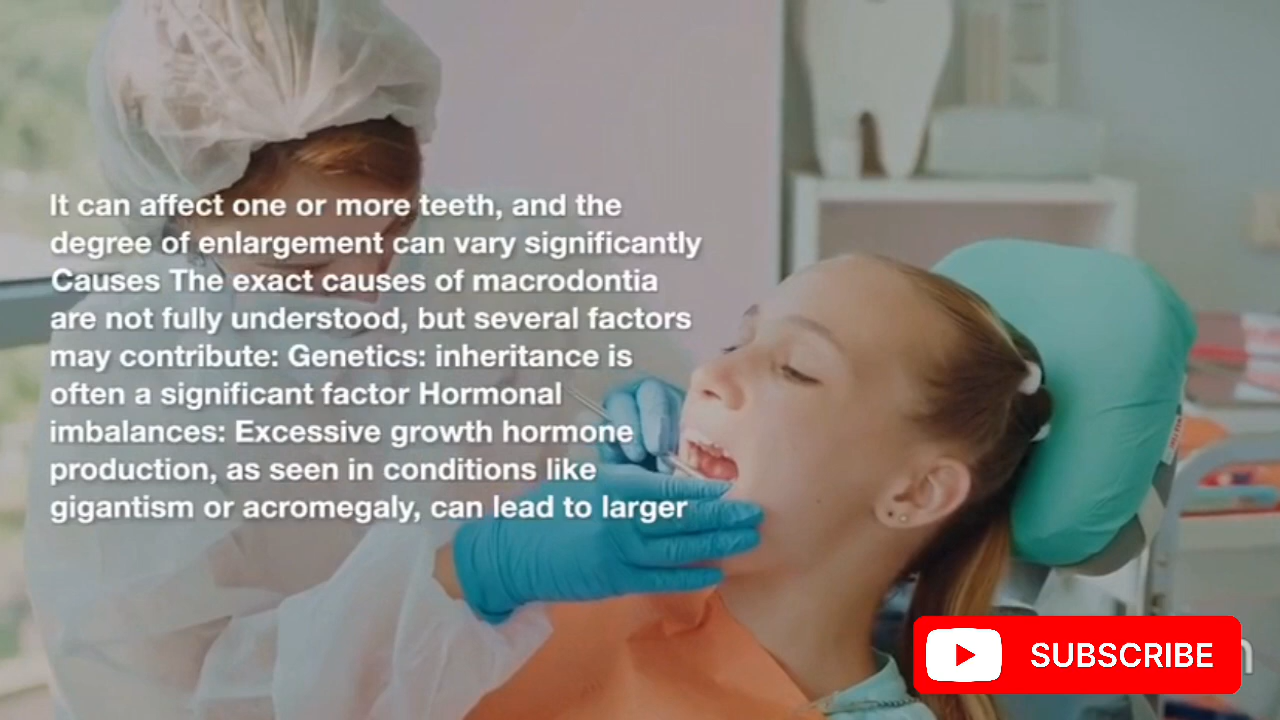 It can affect one or more teeth, and the
degree of enlargement can vary significantly
Causes The exact causes of macrodontia
are not fully understood, but several factors
may contribute: Genetics: inheritance is
often a significant factor Hormonal
imbalances: Excessive growth hormone
production, as seen in conditions like
gigantism or acromegaly, can lead to larger
SUBSCRIBE